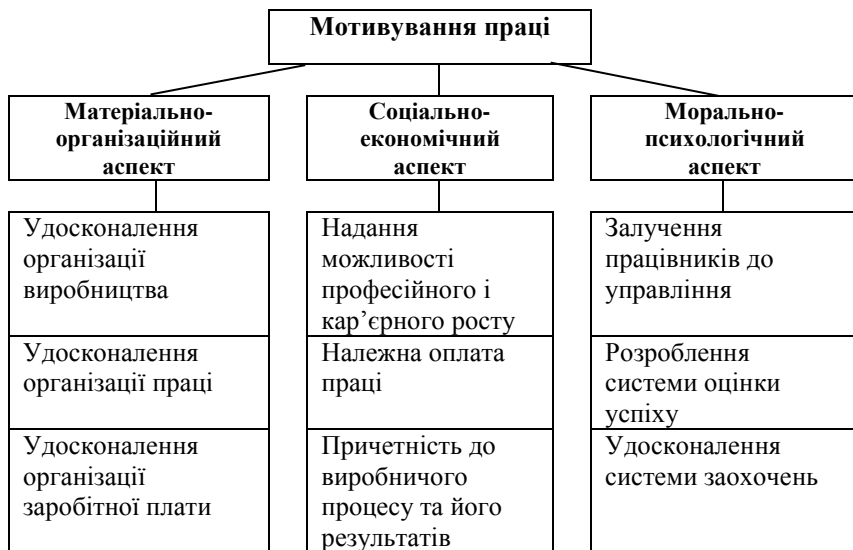 Мотивування праці
Матеріально-
організаційний
аспект
Соціально-
економічний
аспект
Морально-
психологічний
аспект
Удосконалення
організації
виробництва
Удосконалення
організації праці
Удосконалення
організації
заробітної плати
Надання
можливості
професійного і
кар’єрного росту
Належна оплата
праці
Причетність до
виробничого
процесу та його
результатів
Залучення
працівників до
управління
Розроблення
системи оцінки
успіху
Удосконалення
системи заохочень